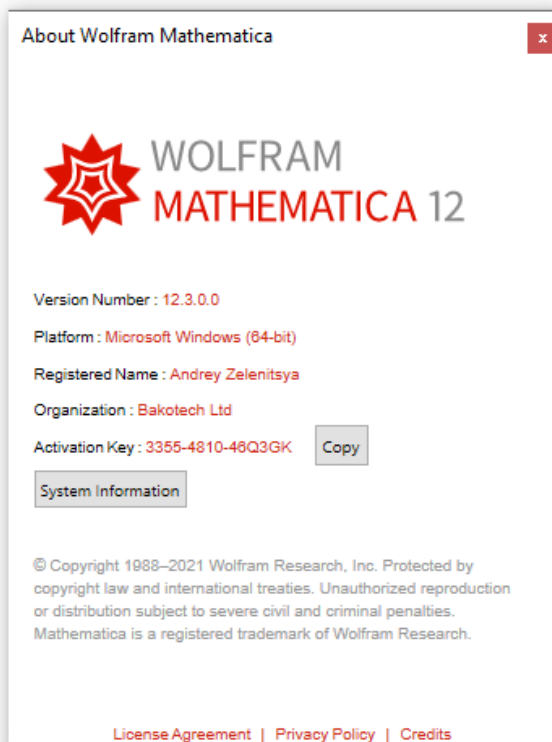 About Wolfram Mathematica
x
WOLFRAM
MATHEMATICA 12
Version Number : 12.3.0.0
Platform : Microsoft Windows (64-bit)
Registered Name : Andrey Zelenitsya
Organization : Bakotech Ltd
Activation Key : 3355-4810-46Q3GK Copy
System Information
© Copyright 1988–2021 Wolfram Research, Inc. Protected by
copyright law and international treaties. Unauthorized reproduction
or distribution subject to severe civil and criminal penalties.
Mathematica is a registered trademark of Wolfram Research.
License Agreement | Privacy Policy | Credits